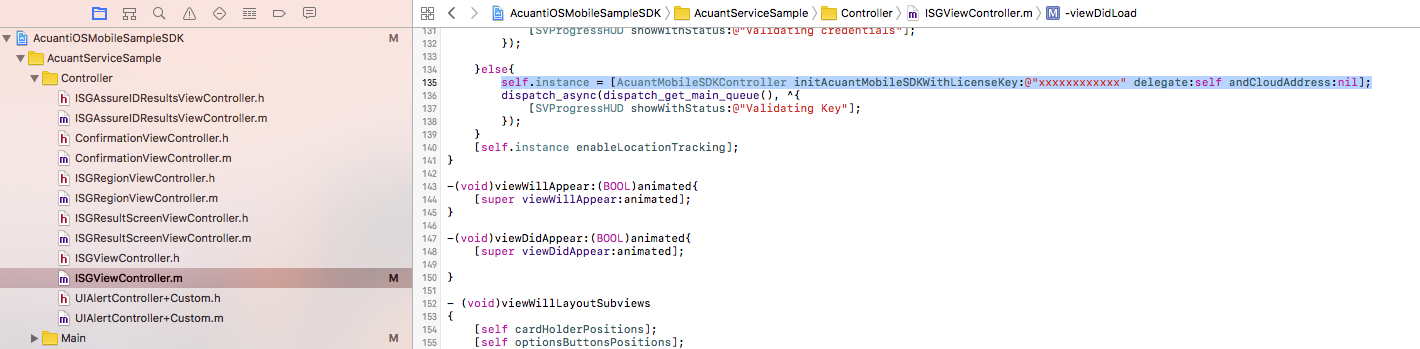 AcuantiOSMobileSampleSDK
M
AcuantServiceSample
Controller
ISGAssureIDResultsViewController.h
ISGAssureIDResultsViewController.m
ConfirmationViewController.h
ConfirmationViewController.m
ISGRegionViewController.h
ISGRegionViewController.m
ISGResultScreenViewController.h
ISGResultScreenViewController.m
ISGViewController.h
ISGViewController.m
M
UIAlertController+Custom.h
UIAlertController+Custom.m
Main
M
AcuantiOSMobileSampleSDK AcuantServiceSample Controller ISGViewController.m M -viewDidLoad
131 [SVProgressHUD showWithStatus:@"Validating credentials"];
132 });
133
134 }else{
135 self.instance = [AcuantMobileSDKController initAcuantMobileSDKWithLicenseKey:@"xxxxxxxxxxxx" delegate:self andCloudAddress:nil];
136 dispatch_async(dispatch_get_main_queue(), ^{
137 [SVProgressHUD showWithStatus:@"Validating Key"];
138 });
139 }
140 [self.instance enableLocationTracking];
141 }
142
143 -(void)viewWillAppear:(BOOL)animated{
144 [super viewWillAppear:animated];
145 }
146
147 -(void)viewDidAppear:(BOOL)animated{
148 [super viewDidAppear:animated];
149
150 }
151
152 - (void)viewWillLayoutSubviews
153 {
154 [self cardHolderPositions];
155 [self optionsButtonsPositions];